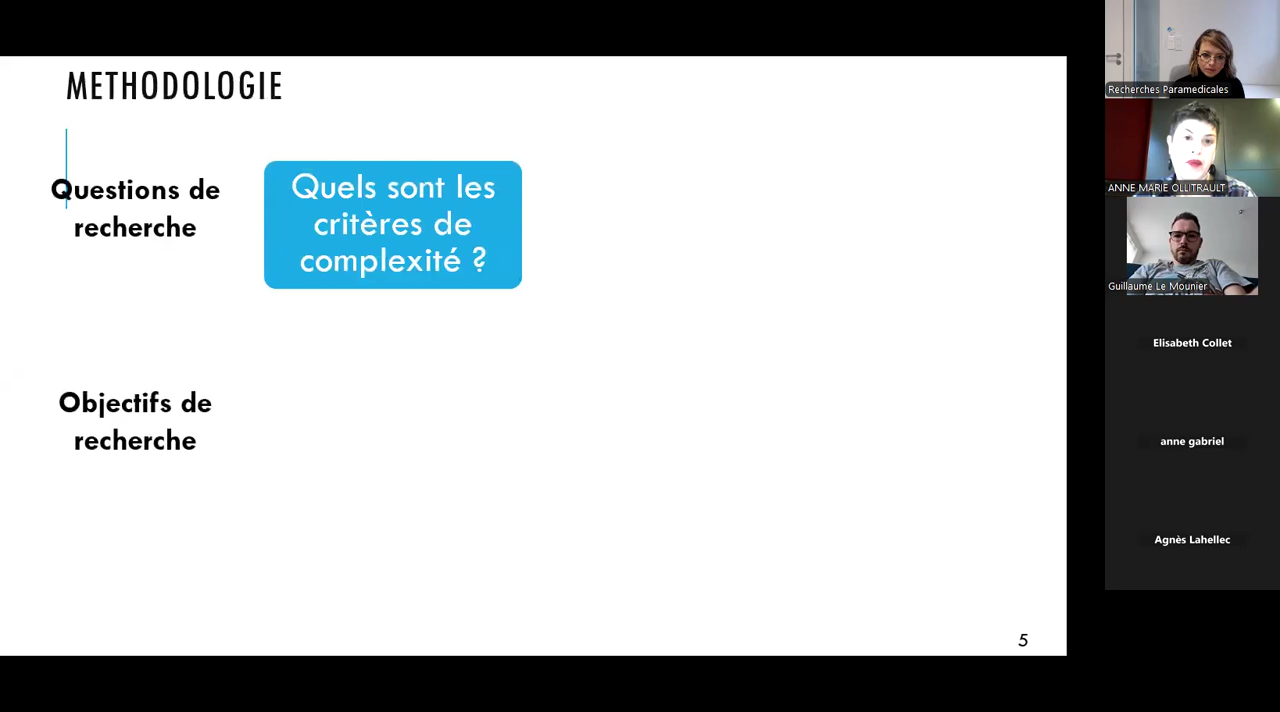 METHODOLOGIE
Questions de
recherche
Quels sont les
critères de
complexité ?
Objectifs de
recherche
5
Recherches Paramedicales
ANNE MARIE OLLITRAULT
Guillaume Le Mounier
Elisabeth Collet
anne gabriel
Agnès Lahellec